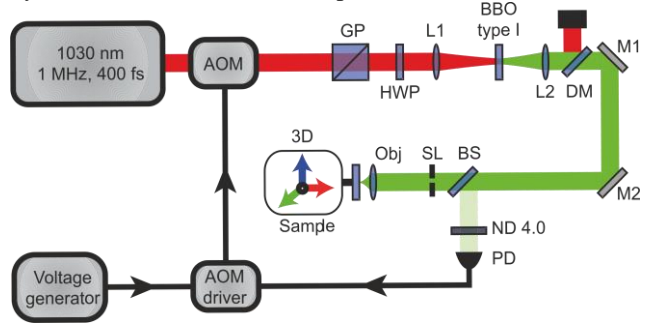 1030 nm
1 MHz, 400 fs
AOM
GP
HWP
L1
BBO
type I
L2
DM
M1
M2
3D
Sample
Obj
SL
BS
ND 4.0
PD
Voltage
generator
AOM
driver